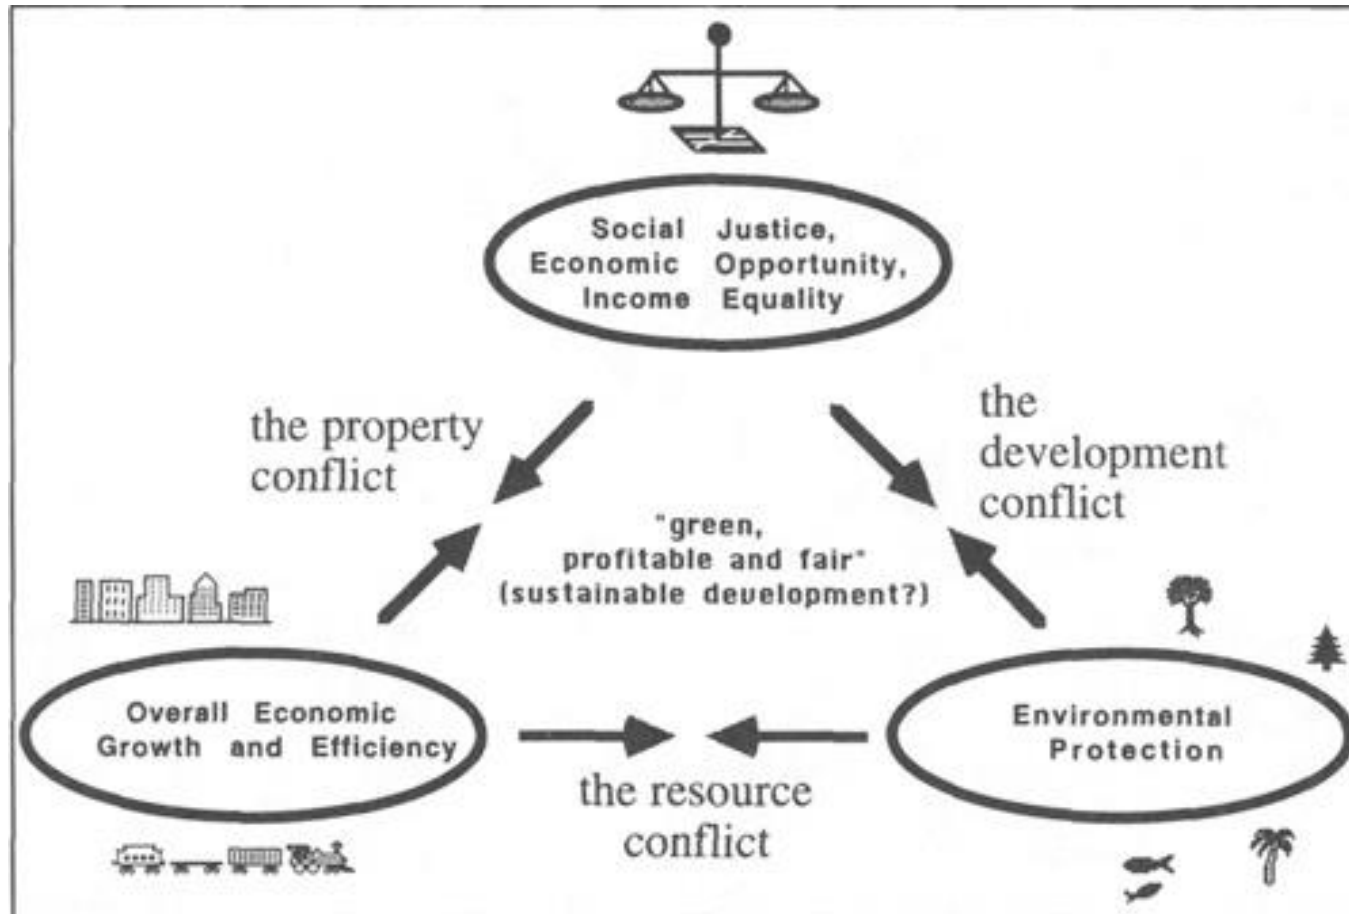 Social Justice,
Economic Opportunity,
Income Equality
the property
conflict
the
development
conflict
"green,
profitable and fair"
(sustainable development?)
Overall Economic
Growth and Efficiency
Environmental
Protection
the resource
conflict